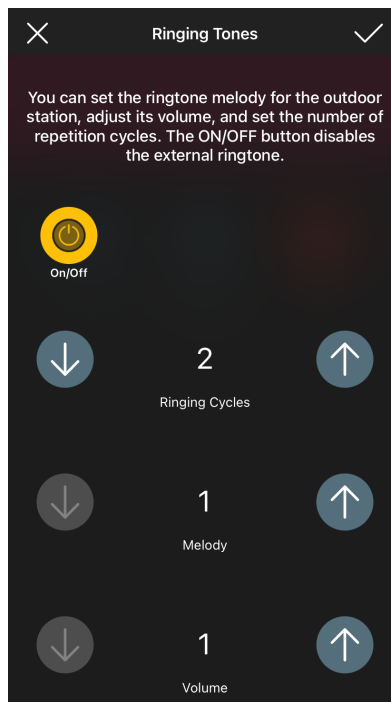 Ringing Tones
You can set the ringtone melody for the outdoor
station, adjust its volume, and set the number of
repetition cycles. The ON/OFF button disables
the external ringtone.
On/Off
2
Ringing Cycles
1
Melody
1
Volume